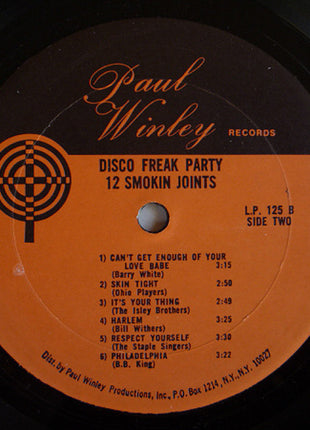 Paul
Winley RECORDS
DISCO FREAK PARTY
12 SMOKIN JOINTS
L.P. 125 B
SIDE TWO
1) CAN'T GET ENOUGH OF YOUR
LOVE BABE 3:15
(Barry White)
2) SKIN TIGHT 2:50
(Ohio Players)
3) IT'S YOUR THING 2:49
(The Isley Brothers)
4) HARLEM 3:25
(Bill Withers)
5) RESPECT YOURSELF 3:30
(The Staple Singers)
6) PHILADELPHIA 3:22
(B.B. King)
Distr. by Paul Winley Productions, Inc., P.O. Box 1214, N.Y., N.Y. 10027